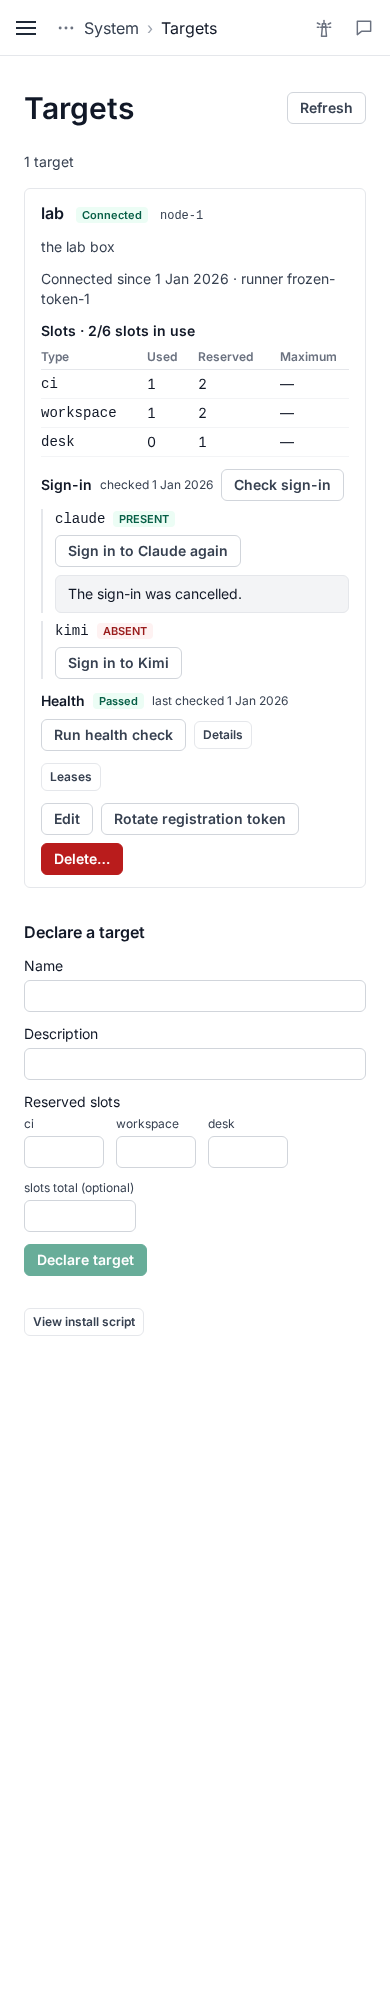 ··· System › Targets
Targets
Refresh
1 target
lab Connected node-1
the lab box
Connected since 1 Jan 2026 · runner frozen-
token-1
Slots · 2/6 slots in use
Type Used Reserved Maximum
ci 1 2 —
workspace 1 2 —
desk 0 1 —
Sign-in checked 1 Jan 2026 Check sign-in
claude PRESENT
Sign in to Claude again
The sign-in was cancelled.
kimi ABSENT
Sign in to Kimi
Health Passed last checked 1 Jan 2026
Run health check Details
Leases
Edit Rotate registration token
Delete…
Declare a target
Name
Description
Reserved slots
ci workspace desk
slots total (optional)
Declare target
View install script